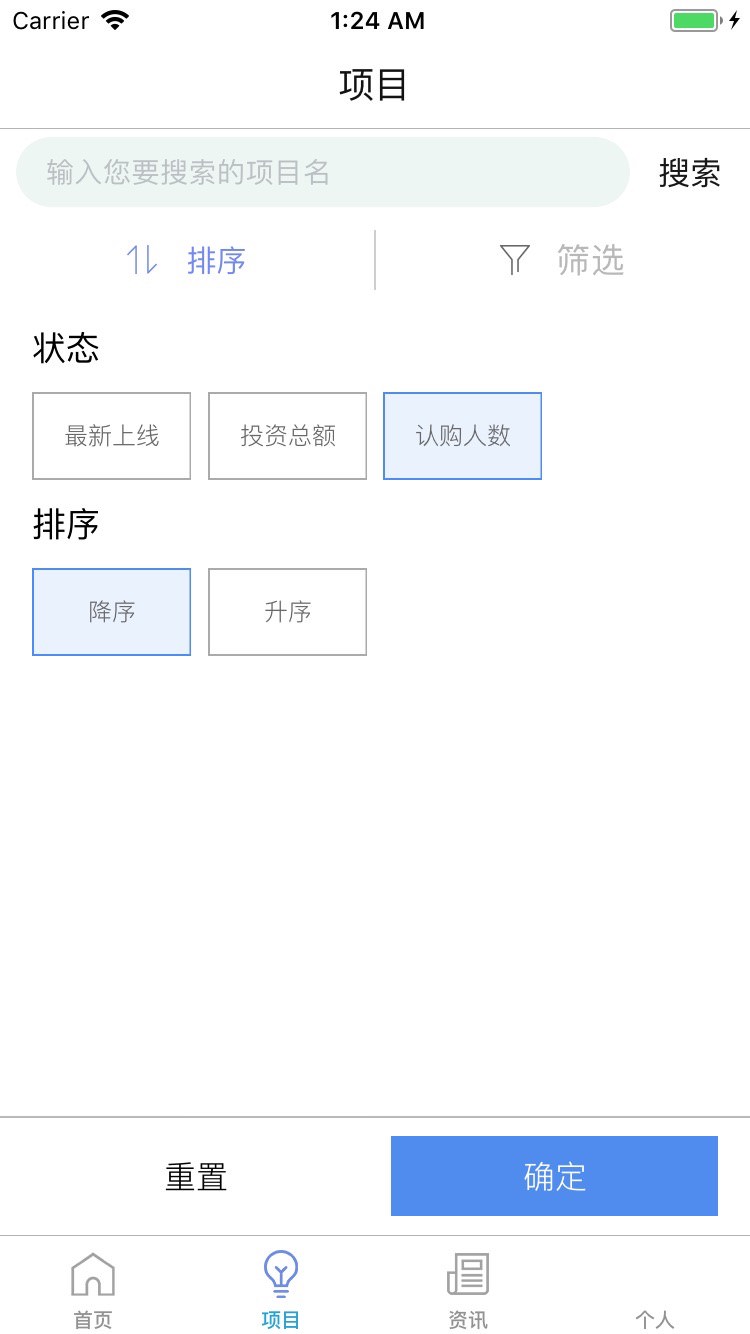 Carrier 1:24 AM
项目
输入您要搜索的项目名 搜索
排序 筛选
状态
最新上线 投资总额 认购人数
排序
降序 升序
重置 确定
首页 项目 资讯 个人